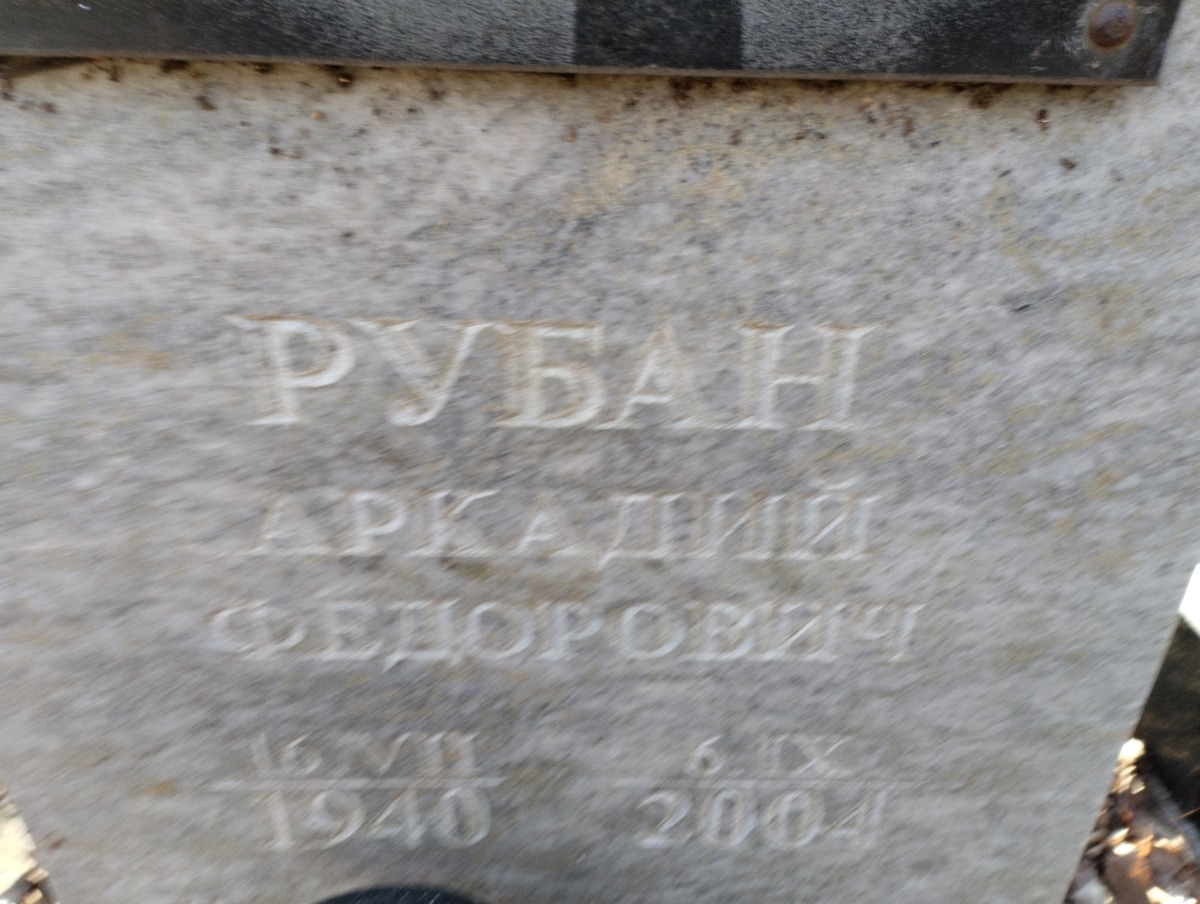 РУБАН
АРКАДИЙ
ФЕДОРОВИЧ
16 VII 6 IX
1940 2004